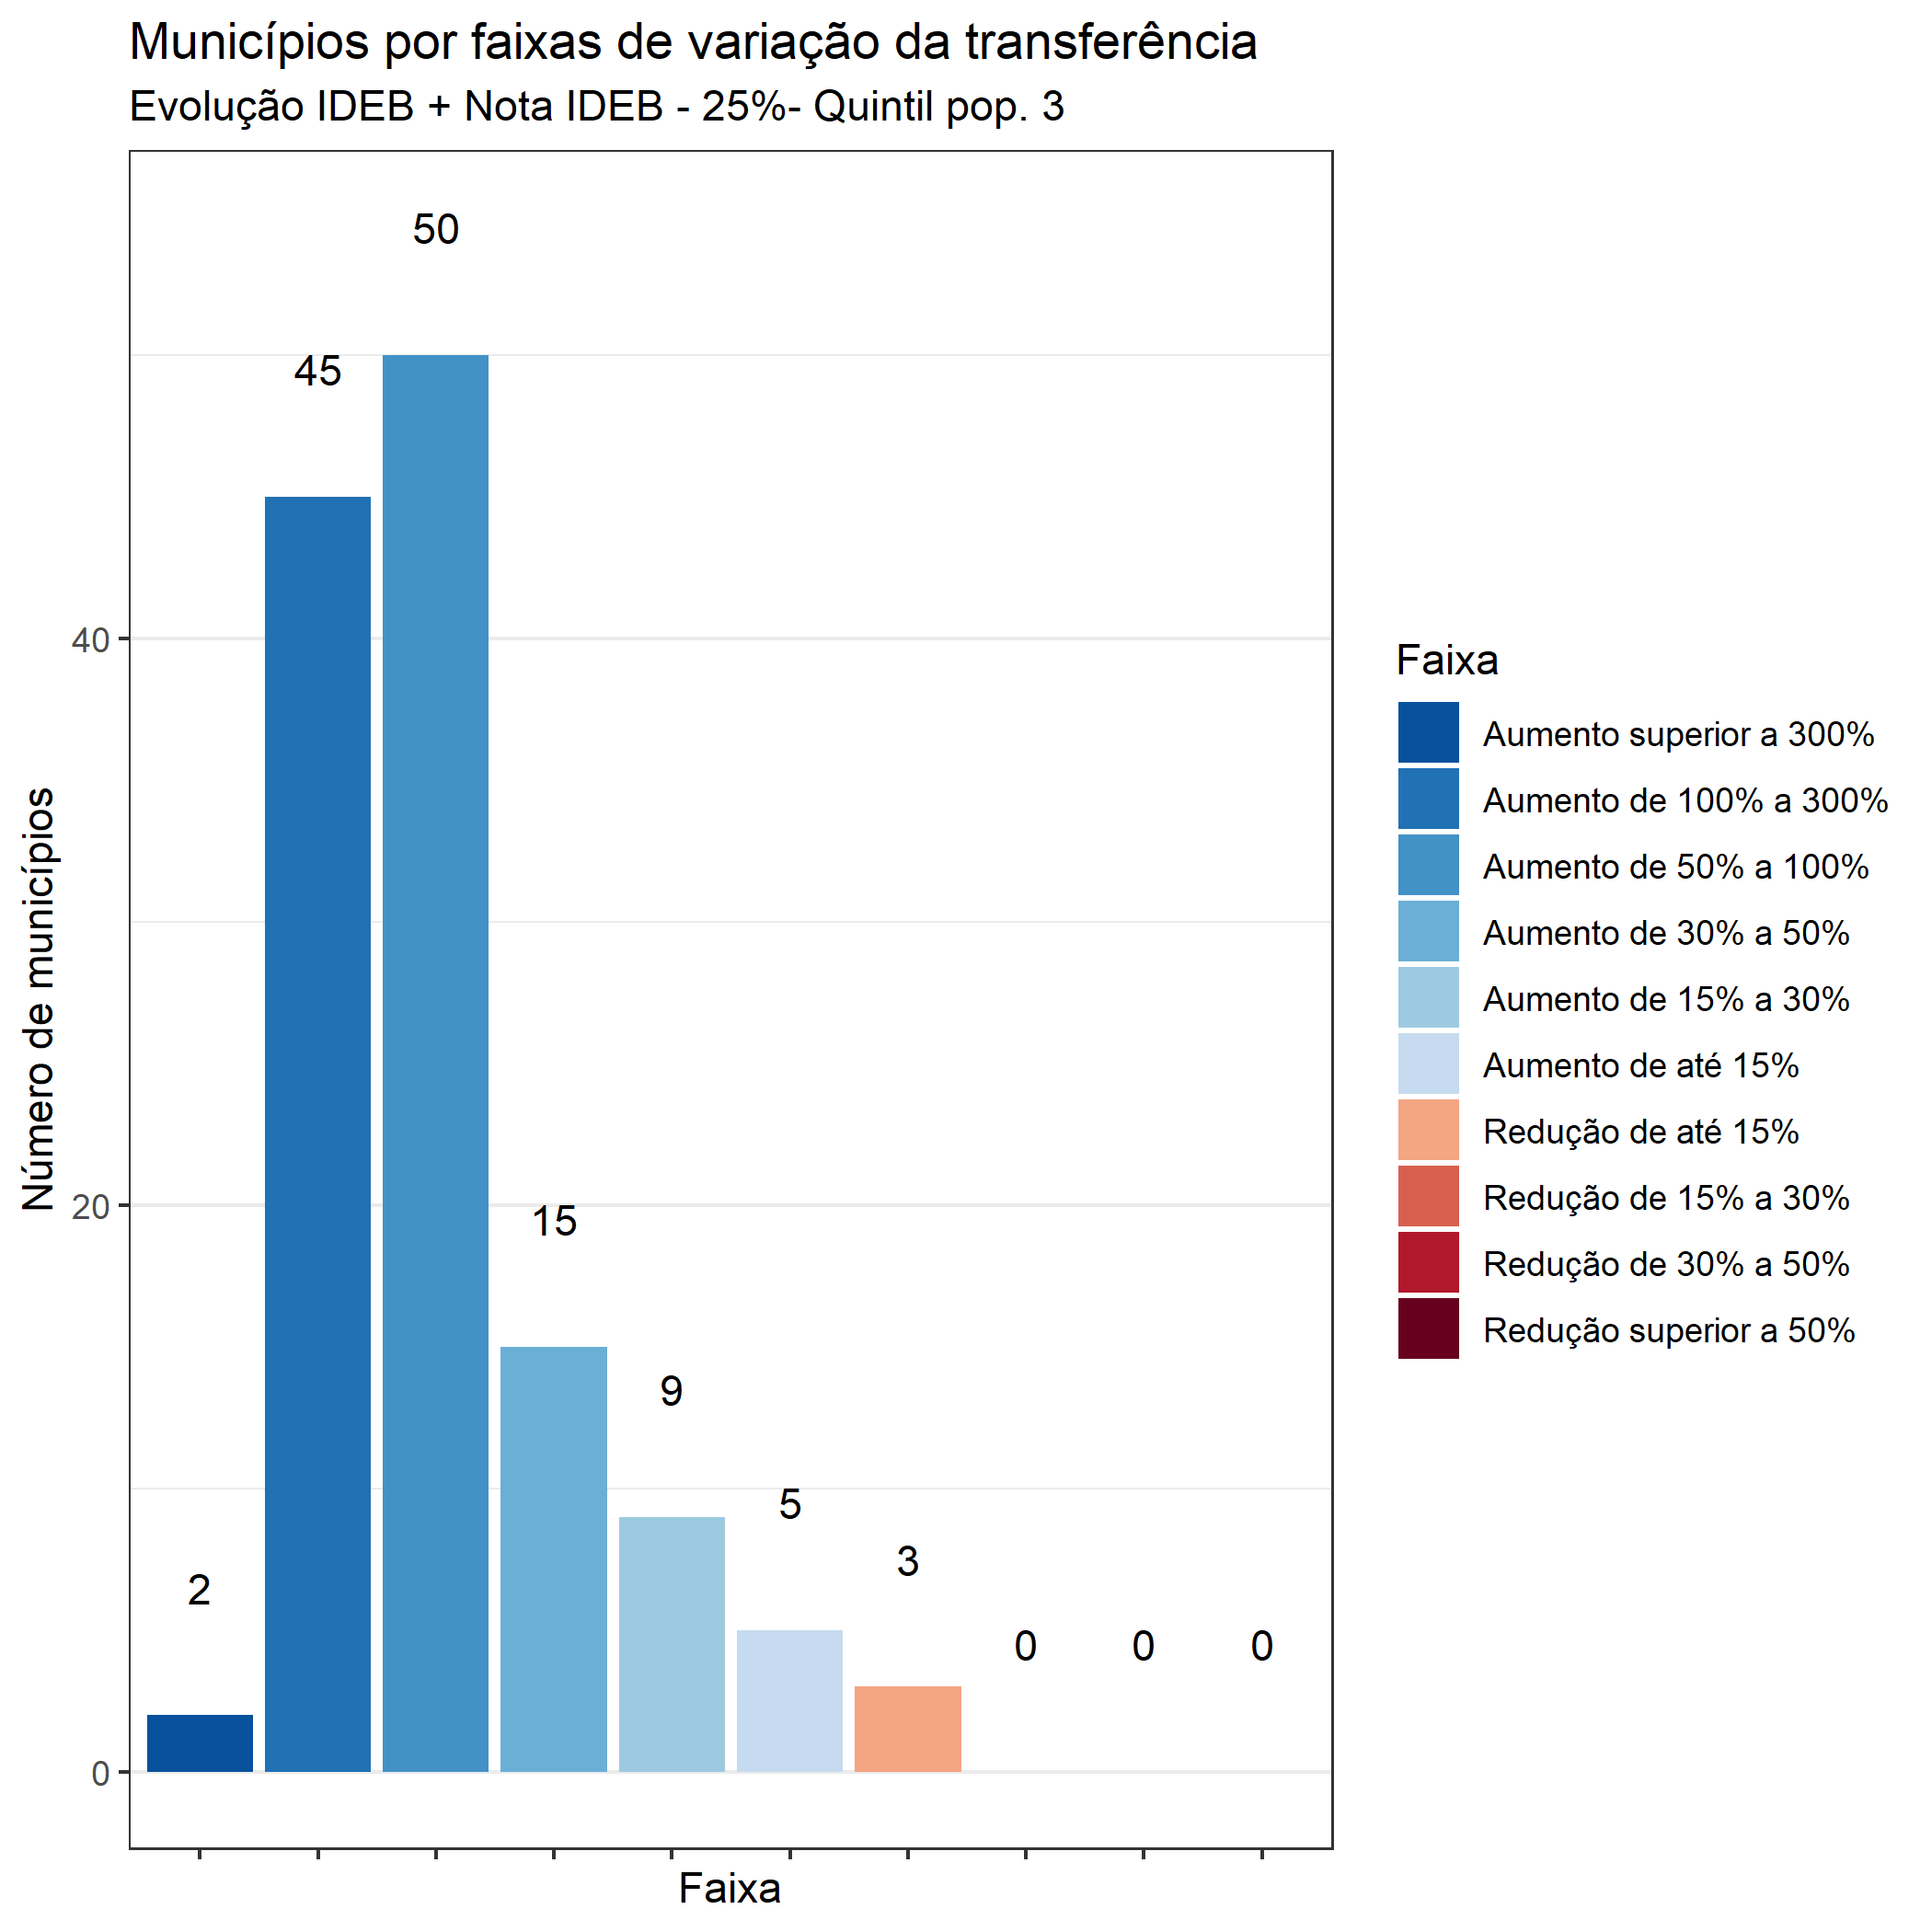 Municípios por faixas de variação da transferência
Evolução IDEB + Nota IDEB - 25%- Quintil pop. 3
Número de municípios
40
20
0
2
45
50
15
9
5
3
0
0
0
Faixa
Faixa
Aumento superior a 300%
Aumento de 100% a 300%
Aumento de 50% a 100%
Aumento de 30% a 50%
Aumento de 15% a 30%
Aumento de até 15%
Redução de até 15%
Redução de 15% a 30%
Redução de 30% a 50%
Redução superior a 50%